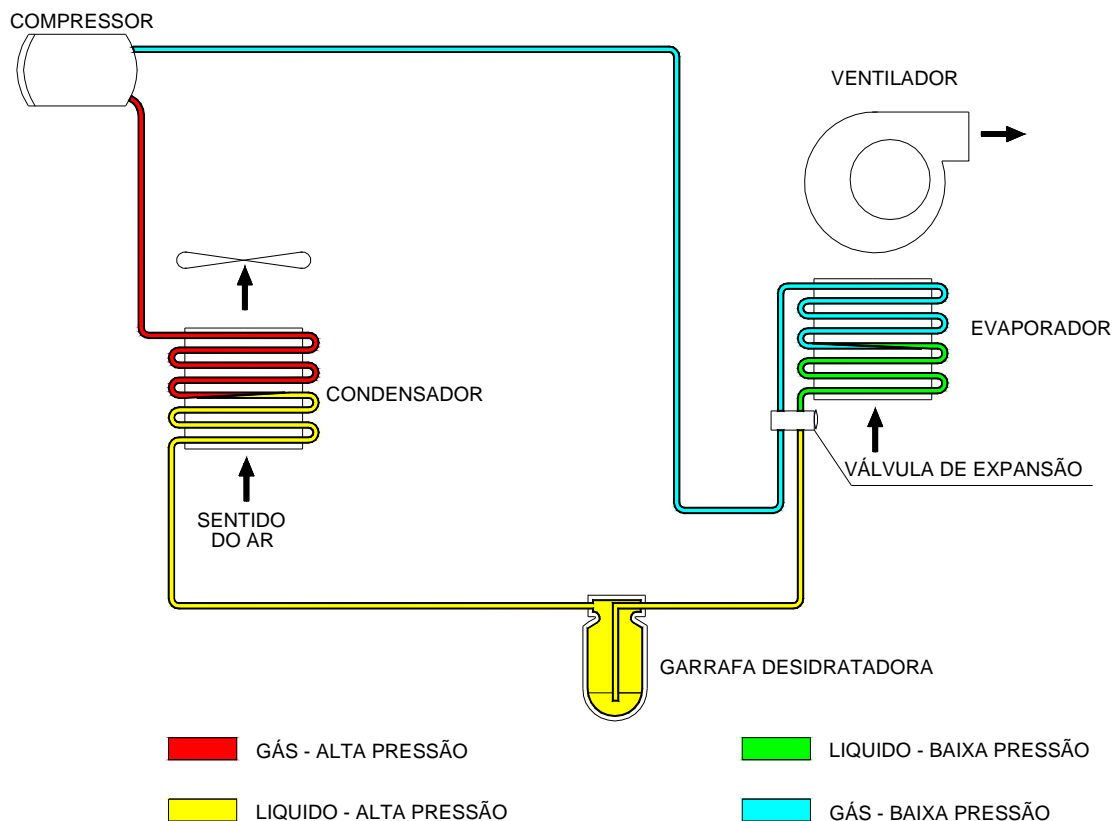 COMPRESSOR
VENTILADOR
EVAPORADOR
CONDENSADOR
VÁLVULA DE EXPANSÃO
SENTIDO
DO AR
GARRAFA DESIDRATADORA
GÁS - ALTA PRESSÃO
LIQUIDO - BAIXA PRESSÃO
LIQUIDO - ALTA PRESSÃO
GÁS - BAIXA PRESSÃO